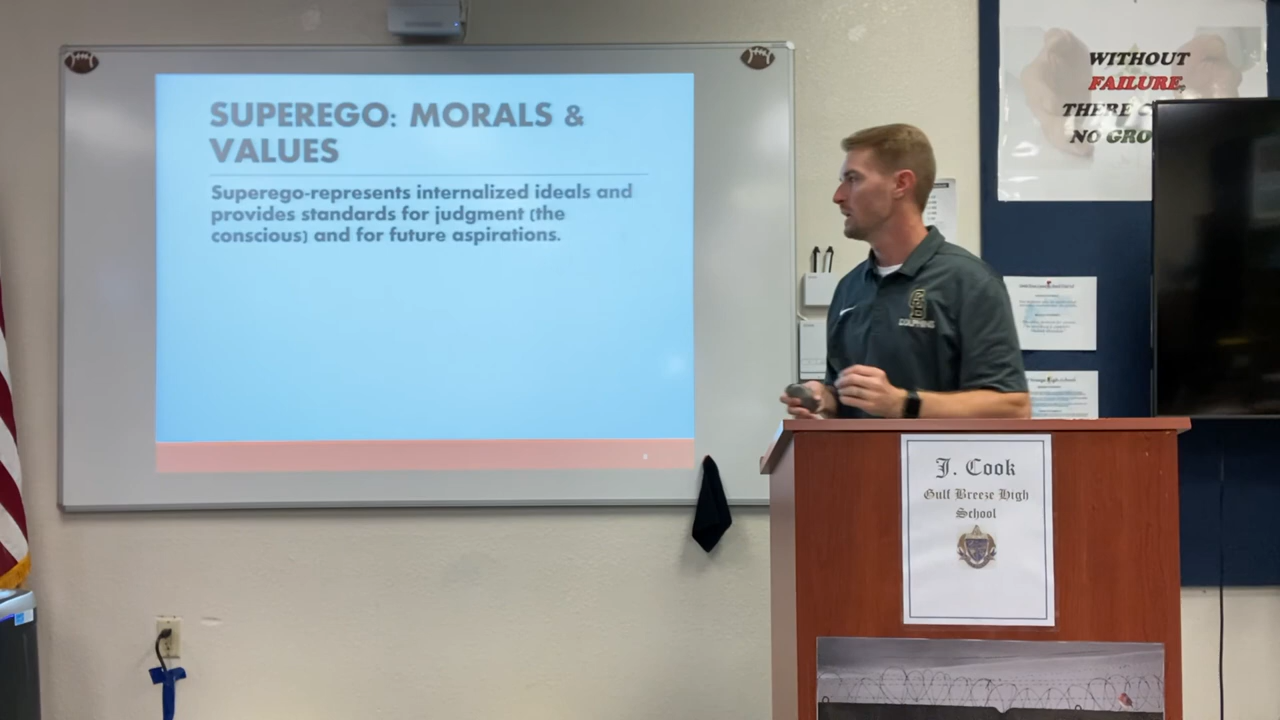 SUPEREGO: MORALS &
VALUES
Superego-represents internalized ideals and
provides standards for judgment (the
conscious) and for future aspirations.
WITHOUT
FAILURE,
THERE
NO
DOLPHINS
J. Cook
Gulf Breeze High
School